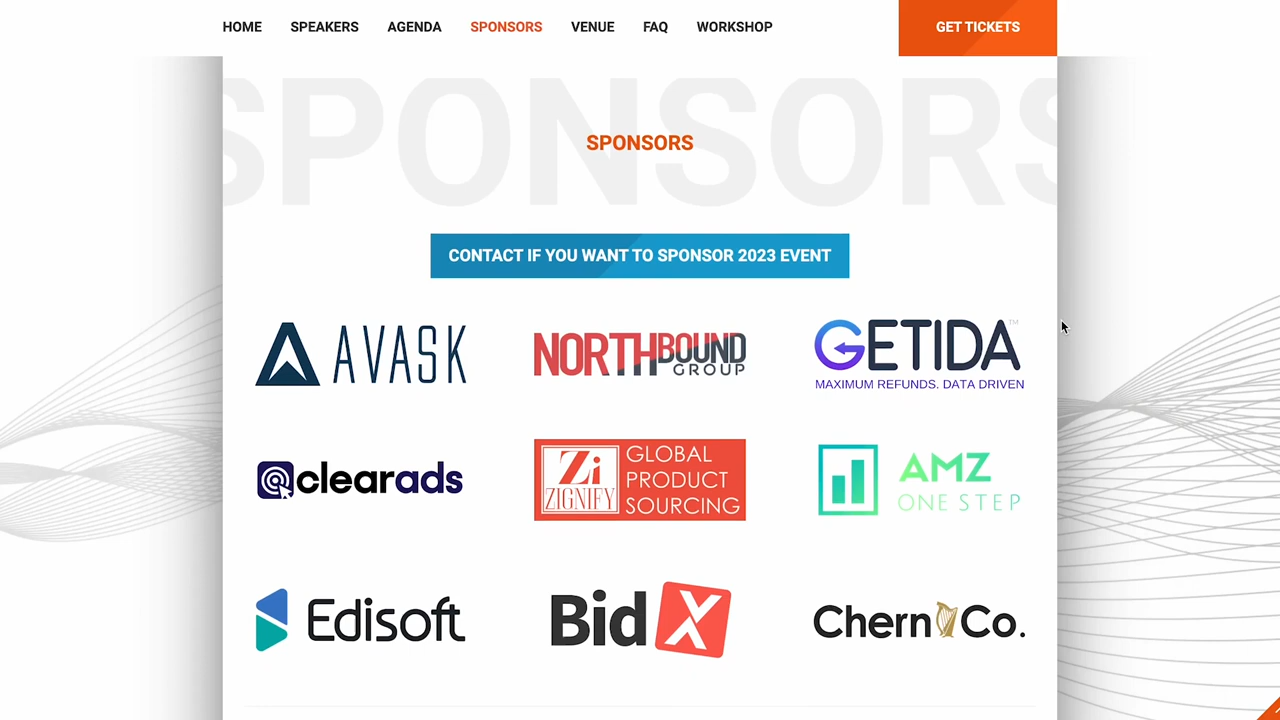 HOME SPEAKERS AGENDA SPONSORS VENUE FAQ WORKSHOP GET TICKETS
SPONSORS
SPONSORS
CONTACT IF YOU WANT TO SPONSOR 2023 EVENT
AVASK
NORTHBOUND
GROUP
GETIDA™
MAXIMUM REFUNDS. DATA DRIVEN
clearads
Zi
ZIGNIFY
GLOBAL
PRODUCT
SOURCING
AMZ
ONE STEP
Edisoft
BidX
Chern Co.